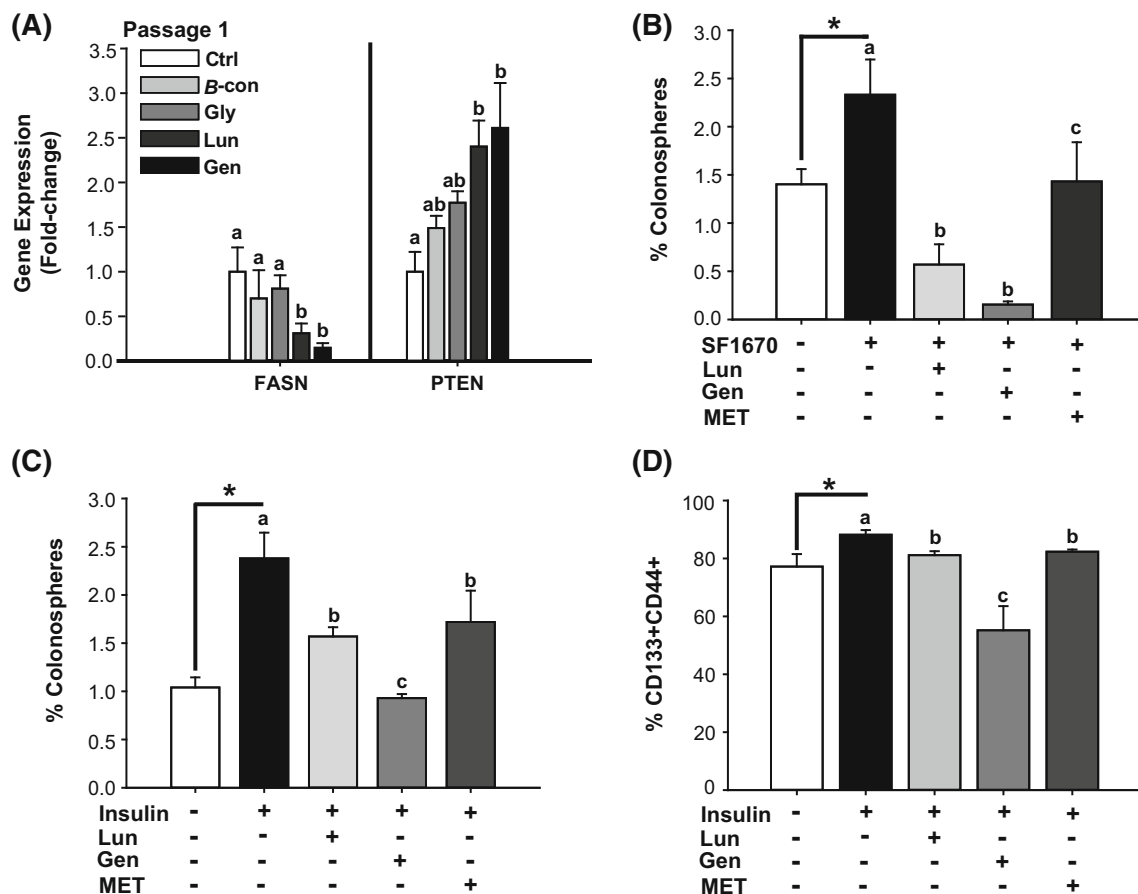 (A)
Passage 1
Ctrl
B-con
Gly
Lun
Gen
Gene Expression
(Fold-change)
3.5
3.0
2.5
2.0
1.5
1.0
0.5
0.0
a a a b b
a ab ab b b
FASN PTEN
(B)
% Colonospheres
3.0
2.5
2.0
1.5
1.0
0.5
0.0
*
a b b c
SF1670 - + + + +
Lun - - + - -
Gen - - - + -
MET - - - - +
(C)
% Colonospheres
3.0
2.5
2.0
1.5
1.0
0.5
0.0
*
a b c b
Insulin - + + + +
Lun - - + - -
Gen - - - + -
MET - - - - +
(D)
% CD133+CD44+
100
80
60
40
20
0
*
a b c b
Insulin - + + + +
Lun - - + - -
Gen - - - + -
MET - - - - +